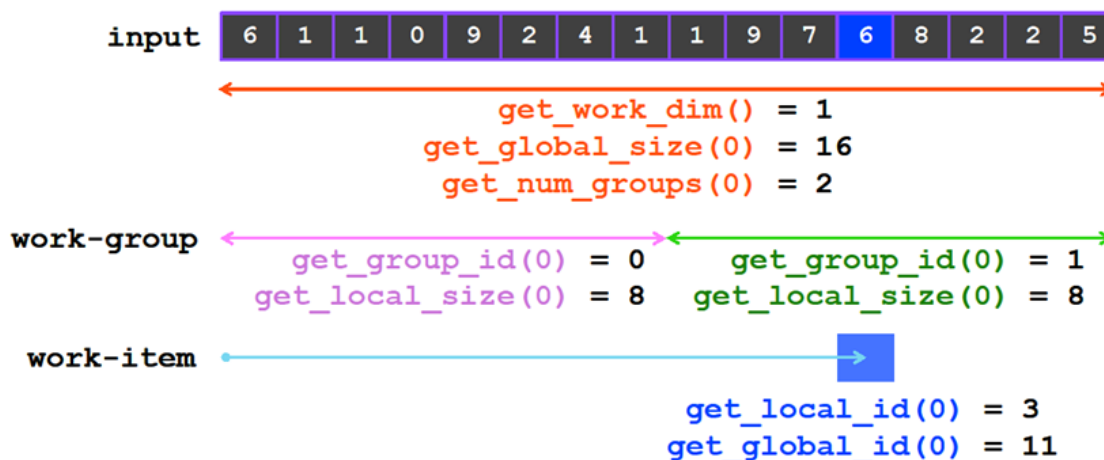 input 6 1 1 0 9 2 4 1 1 9 7 6 8 2 2 5
get_work_dim() = 1
get_global_size(0) = 16
get_num_groups(0) = 2
work-group
get_group_id(0) = 0 get_group_id(0) = 1
get_local_size(0) = 8 get_local_size(0) = 8
work-item
get_local_id(0) = 3
get_global_id(0) = 11